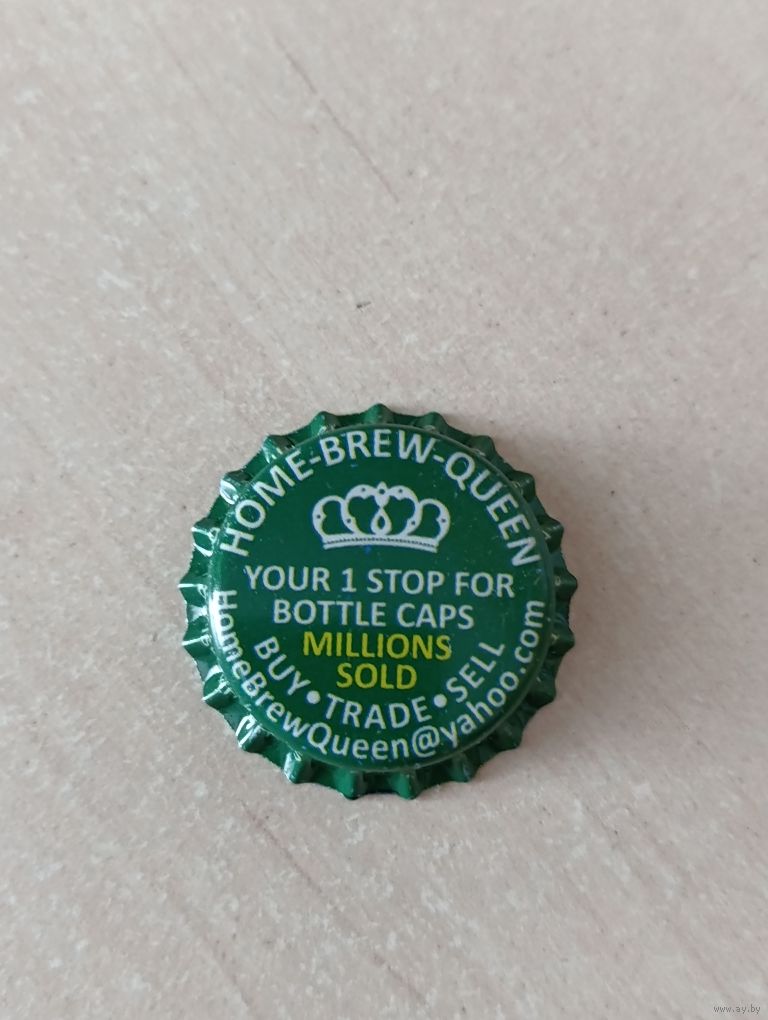 HOME-BREW-QUEEN
YOUR 1 STOP FOR
BOTTLE CAPS
MILLIONS
SOLD
BUY • TRADE • SELL
HomeBrewQueen@yahoo.com
www.ay.by